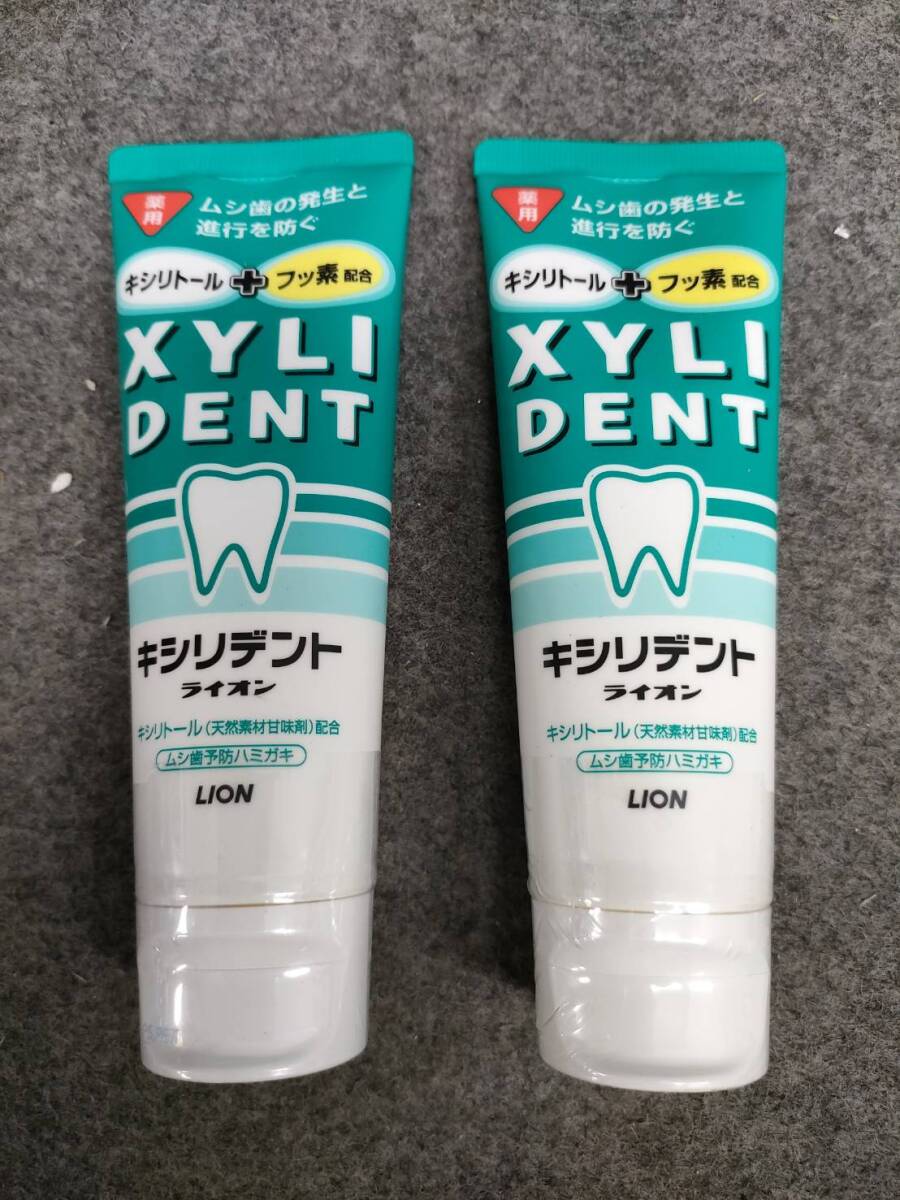 薬用
ムシ歯の発生と
進行を防ぐ
キシリトール+フッ素配合
XYLI
DENT
キシリデント
ライオン
キシリトール(天然素材甘味剤)配合
ムシ歯予防ハミガキ
LION
薬用
ムシ歯の発生と
進行を防ぐ
キシリトール+フッ素配合
XYLI
DENT
キシリデント
ライオン
キシリトール(天然素材甘味剤)配合
ムシ歯予防ハミガキ
LION